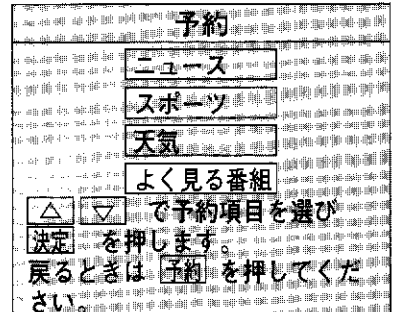 予約
ニュース
スポーツ
天気
よく見る番組
△ ▽ で予約項目を選び
決定 を押します。
戻るときは 予約 を押してくだ
さい。